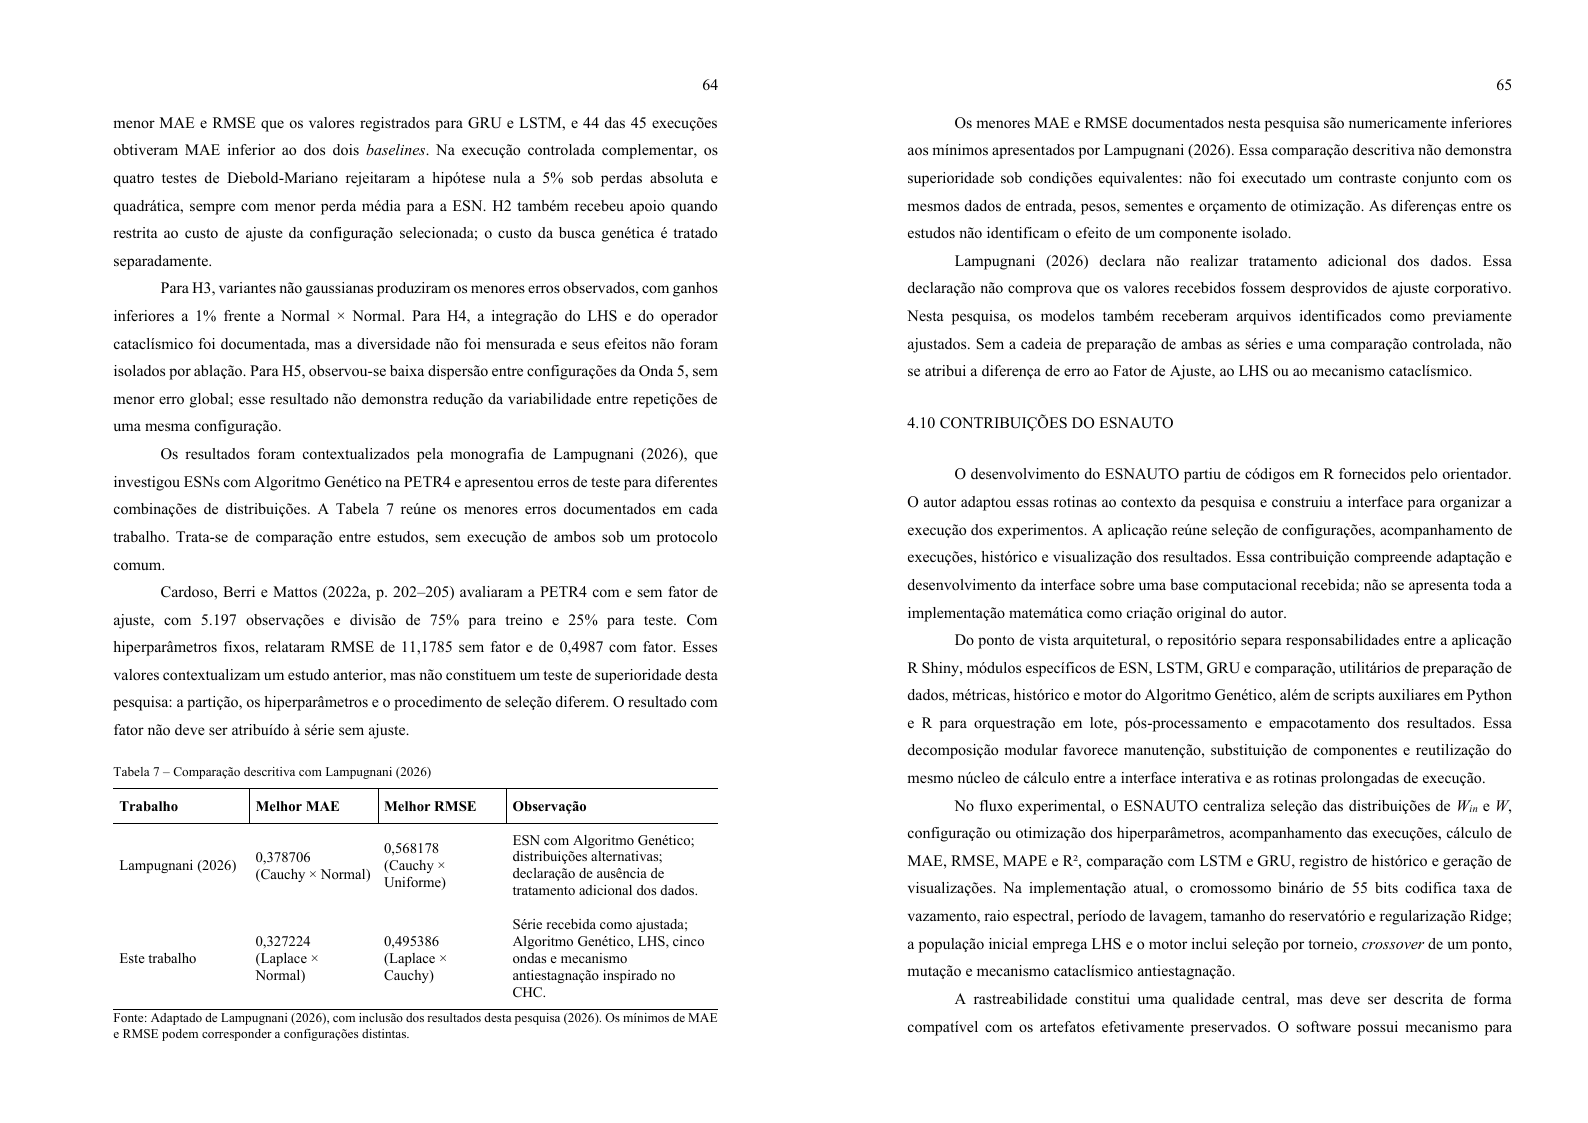 64
menor MAE e RMSE que os valores registrados para GRU e LSTM, e 44 das 45 execuções
obtiveram MAE inferior ao dos dois baselines. Na execução controlada complementar, os
quatro testes de Diebold-Mariano rejeitaram a hipótese nula a 5% sob perdas absoluta e
quadrática, sempre com menor perda média para a ESN. H2 também recebeu apoio quando
restrita ao custo de ajuste da configuração selecionada; o custo da busca genética é tratado
separadamente.
Para H3, variantes não gaussianas produziram os menores erros observados, com ganhos
inferiores a 1% frente a Normal × Normal. Para H4, a integração do LHS e do operador
cataclísmico foi documentada, mas a diversidade não foi mensurada e seus efeitos não foram
isolados por ablação. Para H5, observou-se baixa dispersão entre configurações da Onda 5, sem
menor erro global; esse resultado não demonstra redução da variabilidade entre repetições de
uma mesma configuração.
Os resultados foram contextualizados pela monografia de Lampugnani (2026), que
investigou ESNs com Algoritmo Genético na PETR4 e apresentou erros de teste para diferentes
combinações de distribuições. A Tabela 7 reúne os menores erros documentados em cada
trabalho. Trata-se de comparação entre estudos, sem execução de ambos sob um protocolo
comum.
Cardoso, Berri e Mattos (2022a, p. 202–205) avaliaram a PETR4 com e sem fator de
ajuste, com 5.197 observações e divisão de 75% para treino e 25% para teste. Com
hiperparâmetros fixos, relataram RMSE de 11,1785 sem fator e de 0,4987 com fator. Esses
valores contextualizam um estudo anterior, mas não constituem um teste de superioridade desta
pesquisa: a partição, os hiperparâmetros e o procedimento de seleção diferem. O resultado com
fator não deve ser atribuído à série sem ajuste.
Tabela 7 – Comparação descritiva com Lampugnani (2026)
Trabalho Melhor MAE Melhor RMSE Observação
Lampugnani (2026)
0,378706
(Cauchy × Normal)
0,568178
(Cauchy ×
Uniforme)
ESN com Algoritmo Genético;
distribuições alternativas;
declaração de ausência de
tratamento adicional dos dados.
Este trabalho
0,327224
(Laplace ×
Normal)
0,495386
(Laplace ×
Cauchy)
Série recebida como ajustada;
Algoritmo Genético, LHS, cinco
ondas e mecanismo
antiestagnação inspirado no
CHC.
Fonte: Adaptado de Lampugnani (2026), com inclusão dos resultados desta pesquisa (2026). Os mínimos de MAE
e RMSE podem corresponder a configurações distintas.
65
Os menores MAE e RMSE documentados nesta pesquisa são numericamente inferiores
aos mínimos apresentados por Lampugnani (2026). Essa comparação descritiva não demonstra
superioridade sob condições equivalentes: não foi executado um contraste conjunto com os
mesmos dados de entrada, pesos, sementes e orçamento de otimização. As diferenças entre os
estudos não identificam o efeito de um componente isolado.
Lampugnani (2026) declara não realizar tratamento adicional dos dados. Essa
declaração não comprova que os valores recebidos fossem desprovidos de ajuste corporativo.
Nesta pesquisa, os modelos também receberam arquivos identificados como previamente
ajustados. Sem a cadeia de preparação de ambas as séries e uma comparação controlada, não
se atribui a diferença de erro ao Fator de Ajuste, ao LHS ou ao mecanismo cataclísmico.
4.10 CONTRIBUIÇÕES DO ESNAUTO
O desenvolvimento do ESNAUTO partiu de códigos em R fornecidos pelo orientador.
O autor adaptou essas rotinas ao contexto da pesquisa e construiu a interface para organizar a
execução dos experimentos. A aplicação reúne seleção de configurações, acompanhamento de
execuções, histórico e visualização dos resultados. Essa contribuição compreende adaptação e
desenvolvimento da interface sobre uma base computacional recebida; não se apresenta toda a
implementação matemática como criação original do autor.
Do ponto de vista arquitetural, o repositório separa responsabilidades entre a aplicação
R Shiny, módulos específicos de ESN, LSTM, GRU e comparação, utilitários de preparação de
dados, métricas, histórico e motor do Algoritmo Genético, além de scripts auxiliares em Python
e R para orquestração em lote, pós-processamento e empacotamento dos resultados. Essa
decomposição modular favorece manutenção, substituição de componentes e reutilização do
mesmo núcleo de cálculo entre a interface interativa e as rotinas prolongadas de execução.
No fluxo experimental, o ESNAUTO centraliza seleção das distribuições de Win e W,
configuração ou otimização dos hiperparâmetros, acompanhamento das execuções, cálculo de
MAE, RMSE, MAPE e R², comparação com LSTM e GRU, registro de histórico e geração de
visualizações. Na implementação atual, o cromossomo binário de 55 bits codifica taxa de
vazamento, raio espectral, período de lavagem, tamanho do reservatório e regularização Ridge;
a população inicial emprega LHS e o motor inclui seleção por torneio, crossover de um ponto,
mutação e mecanismo cataclísmico antiestagnação.
A rastreabilidade constitui uma qualidade central, mas deve ser descrita de forma
compatível com os artefatos efetivamente preservados. O software possui mecanismo para